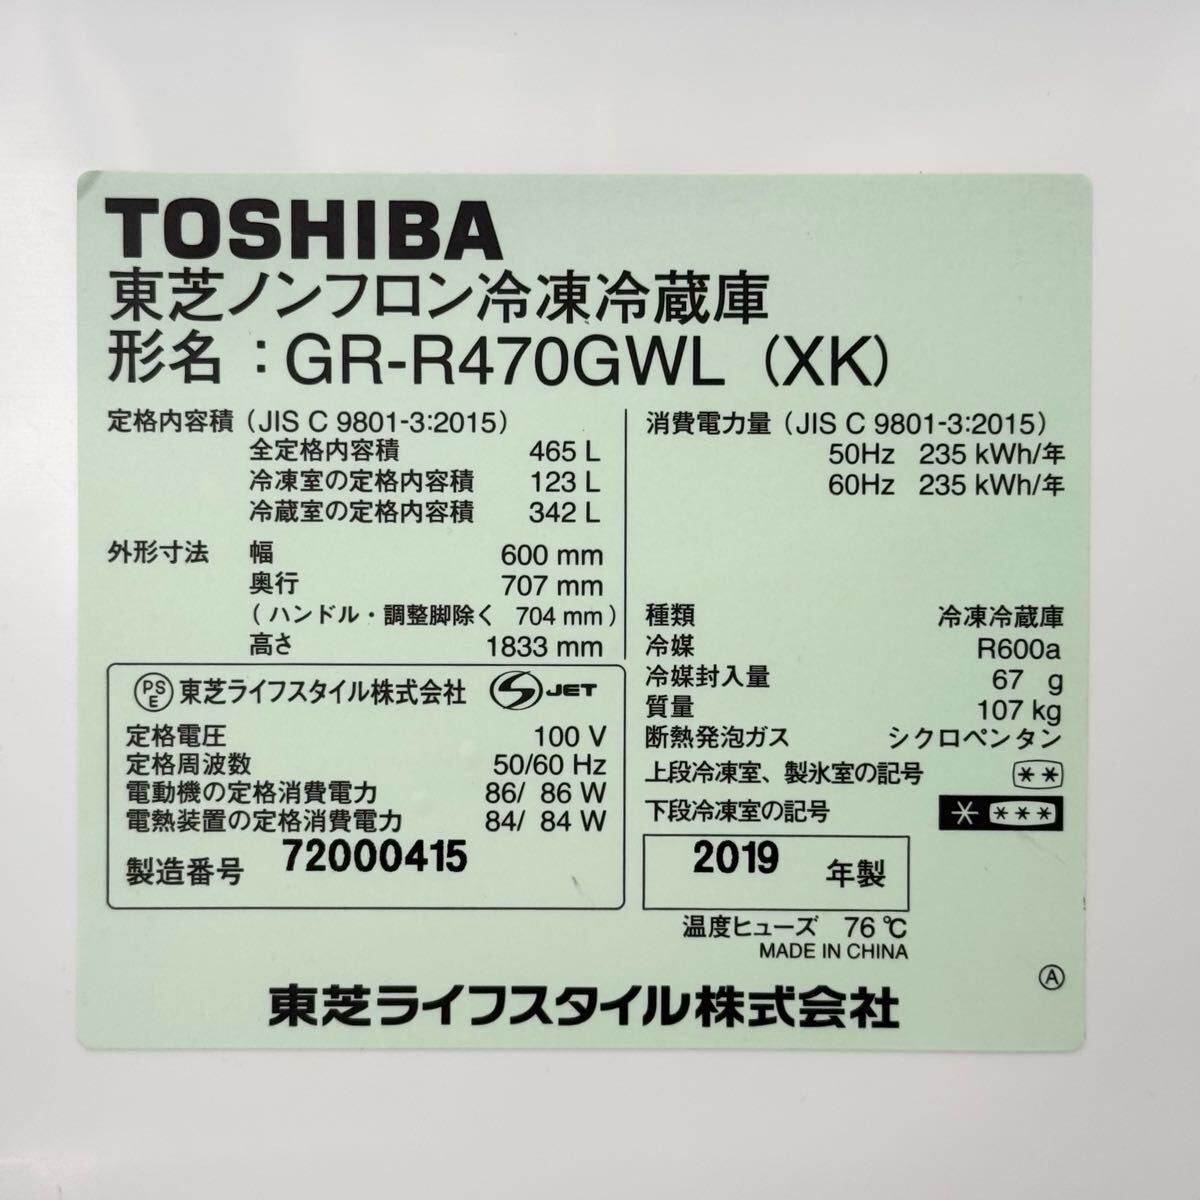 TOSHIBA
東芝ノンフロン冷凍冷蔵庫
形名：GR-R470GWL (XK)
定格内容積 (JIS C 9801-3:2015)
全定格内容積 465 L
冷凍室の定格内容積 123 L
冷蔵室の定格内容積 342 L
外形寸法 幅 600 mm
奥行 707 mm
(ハンドル・調整脚除く 704 mm)
高さ 1833 mm
PSE 東芝ライフスタイル株式会社 S JET
定格電圧 100 V
定格周波数 50/60 Hz
電動機の定格消費電力 86/ 86 W
電熱装置の定格消費電力 84/ 84 W
製造番号 72000415
消費電力量 (JIS C 9801-3:2015)
50Hz 235 kWh/年
60Hz 235 kWh/年
種類 冷凍冷蔵庫
冷媒 R600a
冷媒封入量 67 g
質量 107 kg
断熱発泡ガス シクロペンタン
上段冷凍室、製氷室の記号 **
下段冷凍室の記号 * ***
2019 年製
温度ヒューズ 76℃
MADE IN CHINA
Ⓐ
東芝ライフスタイル株式会社